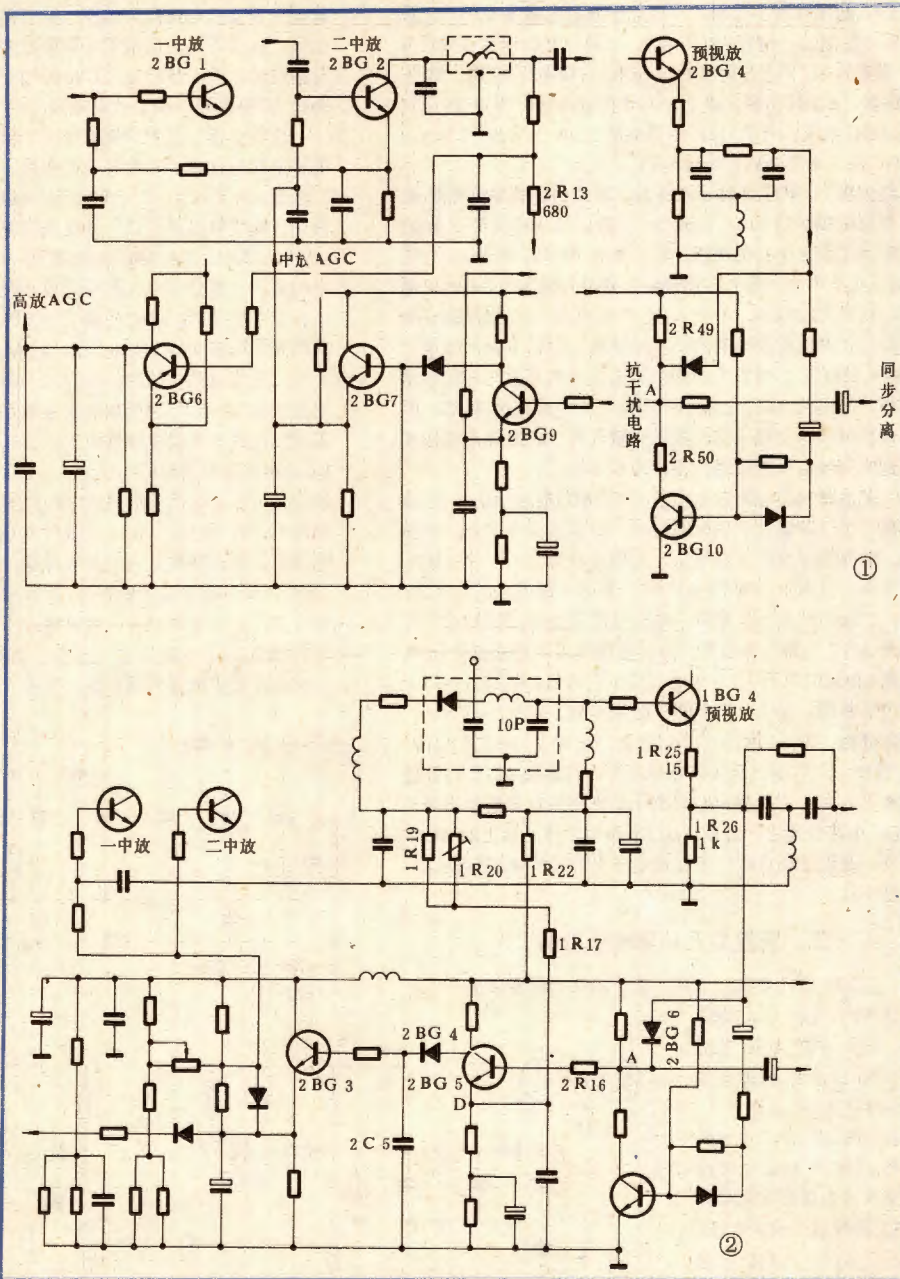 一中放
2BG1
二中放
2BG2
预视放
2BG4
2R13
680
中放AGC
高放AGC
2BG6
2BG7
2BG9
抗干扰电路
A
2R49
2R50
2BG10
同步分离
①
10P
1BG4
预视放
1R25
15
1R26
1k
一中放
二中放
1R19
1R20
1R22
1R17
2BG3
2BG4
2BG5
D
2C5
2R16
A
2BG6
②